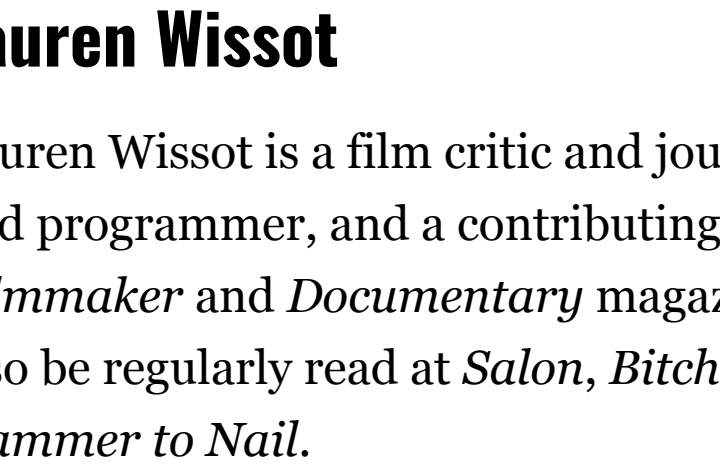 auren Wissot
uren Wissot is a film critic and jou
d programmer, and a contributing
lmmaker and Documentary magaz
so be regularly read at Salon, Bitch
ammer to Nail.